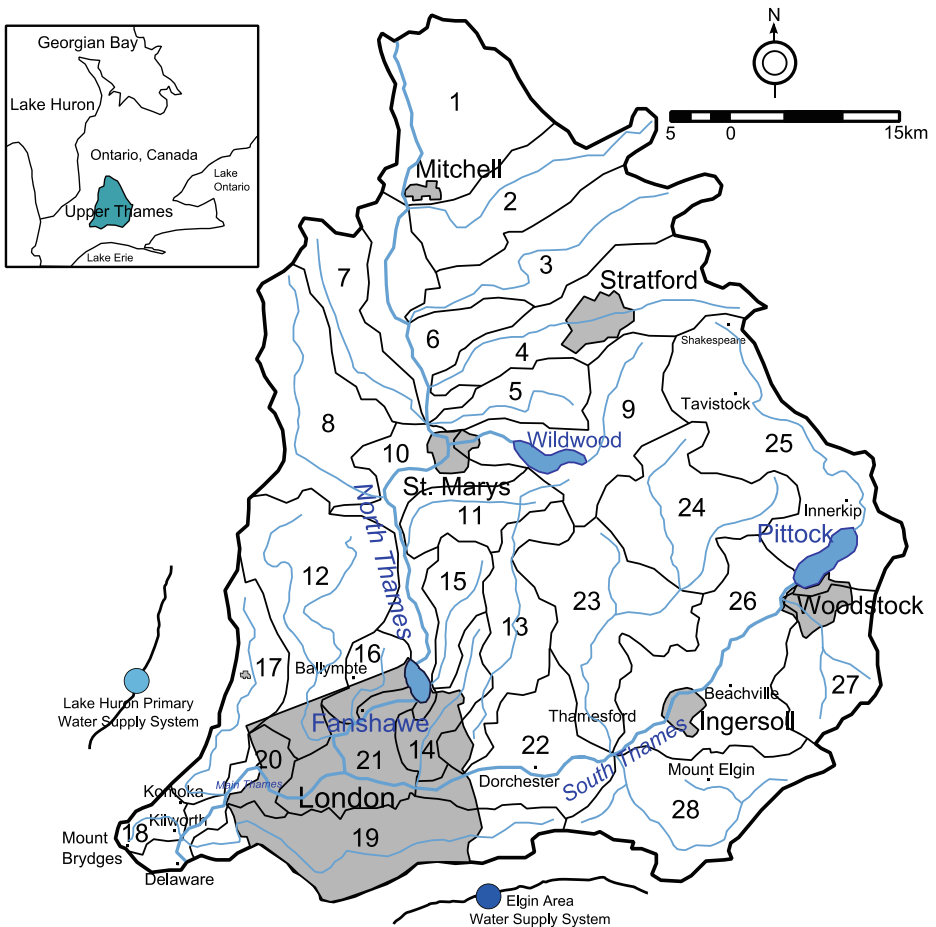 Georgian Bay
Lake Huron
Ontario, Canada
Lake
Ontario
Upper Thames
Lake Erie
N
5 0 15km
1
Mitchell
2
3
7
Stratford
6
Shakespeare
4
5
9
Tavistock
8
Wildwood
25
10
St. Marys
24
Innerkip
North Thames
11
Pittock
15
12
23
26
Woodstock
13
16
17
Ballymote
27
Lake Huron Primary
Water Supply System
Beachville
Fanshawe
Thamesford
Ingersoll
14
22
20
21
South Thames
Mount Elgin
Main Thames
Dorchester
Komoka
London
28
Kilworth
18
19
Mount
Brydges
Delaware
Elgin Area
Water Supply System